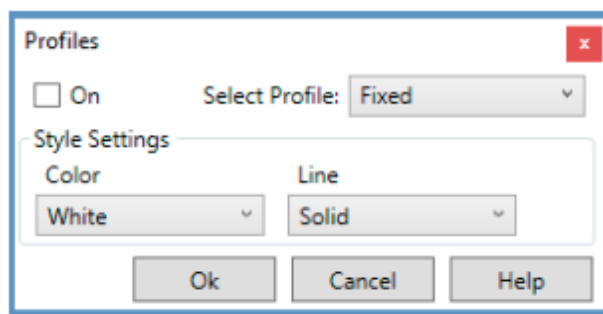 Profiles x
On Select Profile: Fixed
Style Settings
Color Line
White Solid
Ok Cancel Help